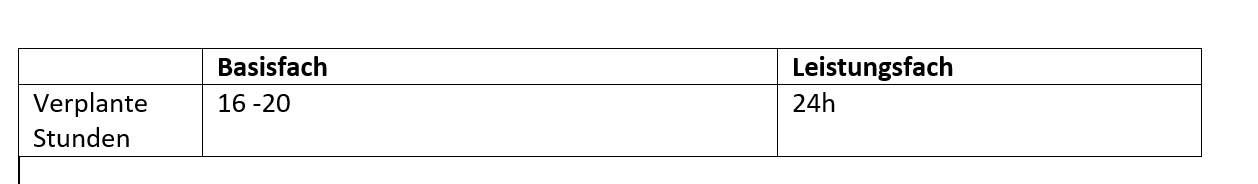 Basisfach Leistungsfach
Verplante 16 -20 24h
Stunden